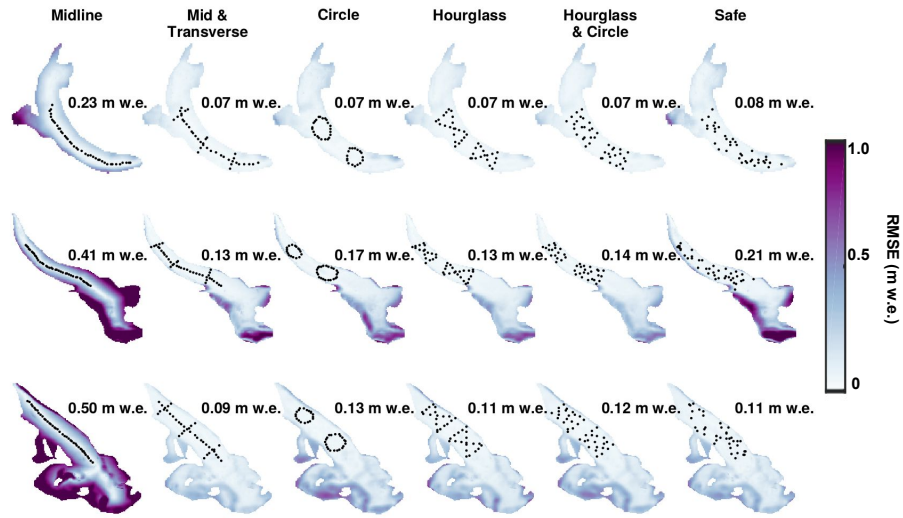 Midline
Mid &
Transverse
Circle
Hourglass
Hourglass
& Circle
Safe
0.23 m w.e.
0.07 m w.e.
0.07 m w.e.
0.07 m w.e.
0.07 m w.e.
0.08 m w.e.
0.41 m w.e.
0.13 m w.e.
0.17 m w.e.
0.13 m w.e.
0.14 m w.e.
0.21 m w.e.
0.50 m w.e.
0.09 m w.e.
0.13 m w.e.
0.11 m w.e.
0.12 m w.e.
0.11 m w.e.
1.0
0.5
0
RMSE (m w.e.)